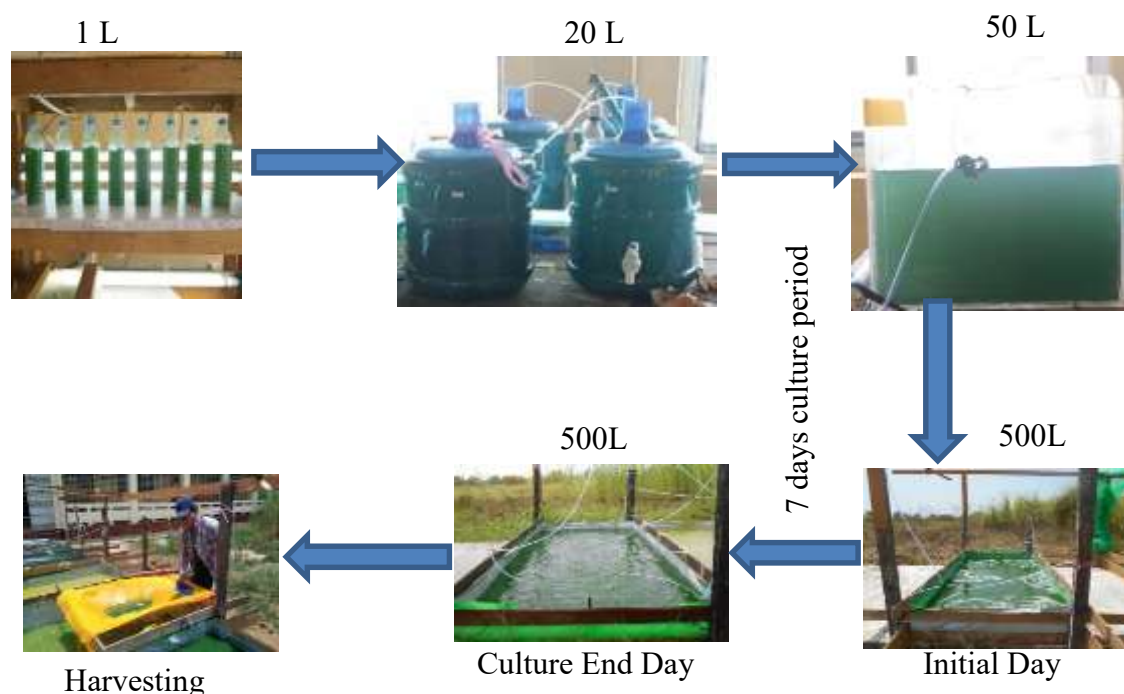 1 L
20 L
50 L
7 days culture period
500L
500L
Harvesting
Culture End Day
Initial Day